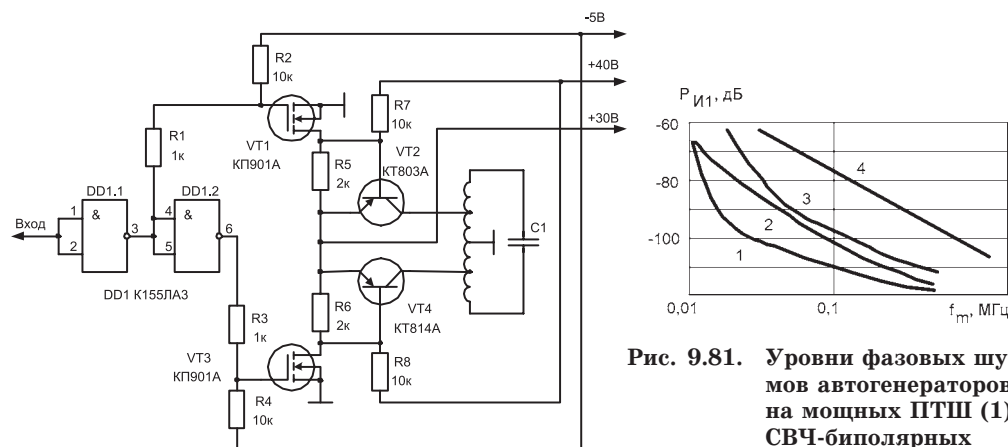 -5В
R2
10к
+40В
R7
10к
+30В
R1
1к
VT1
КП901А
R5
2к
VT2
КТ803А
DD1.1
DD1.2
Вход
1
2
&
3
4
5
&
6
C1
DD1 К155ЛА3
R3
1к
R6
2к
VT4
КТ814А
VT3
КП901А
R4
10к
R8
10к
P И1, дБ
-60
-80
-100
1
2
3
4
0,01
0,1
f m, МГц
Рис. 9.81. Уровни фазовых шу-
мов автогенераторов
на мощных ПТШ (1)
СВЧ-биполярных